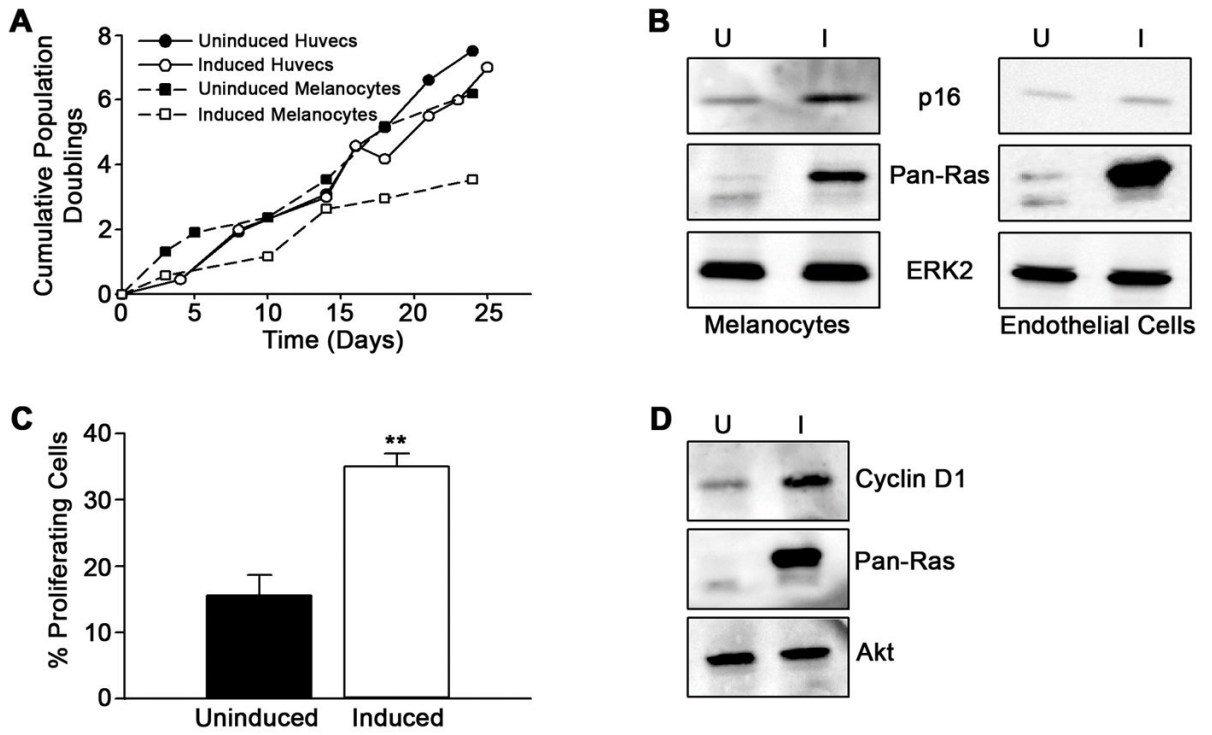 A
Cumulative Population
Doublings
8
6
4
2
0
0 5 10 15 20 25
Time (Days)
Uninduced Huvecs
Induced Huvecs
Uninduced Melanocytes
Induced Melanocytes
B
U I
U I
p16
Pan-Ras
ERK2
Melanocytes
Endothelial Cells
C
% Proliferating Cells
40
30
20
10
0
**
Uninduced Induced
D
U I
Cyclin D1
Pan-Ras
Akt